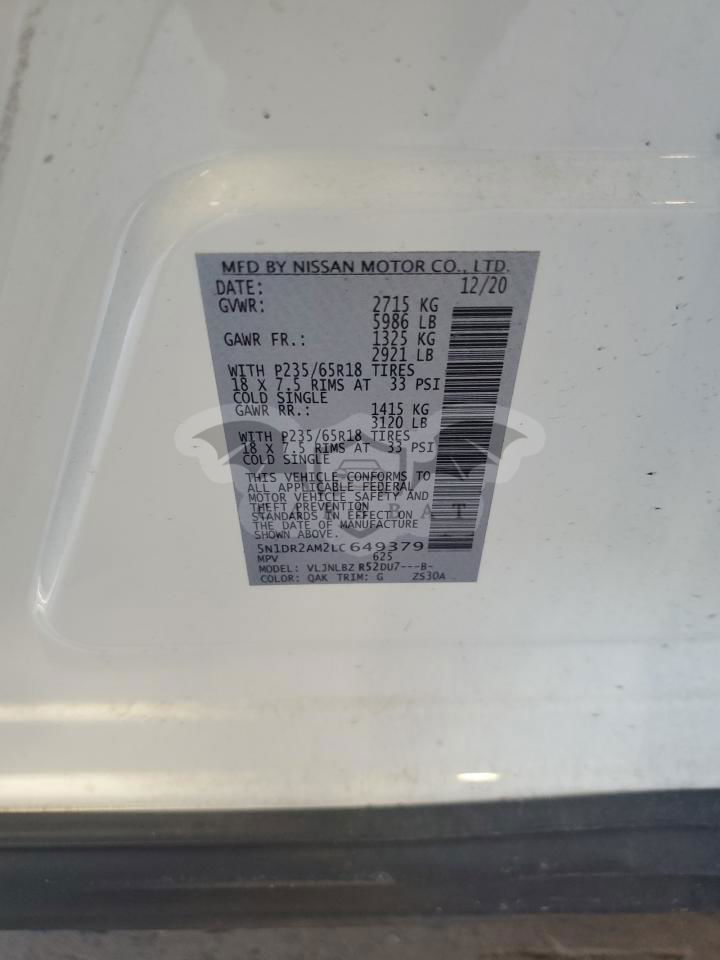 MFD BY NISSAN MOTOR CO., LTD.
DATE: 12/20
GVWR: 2715 KG
5986 LB
GAWR FR.: 1325 KG
2921 LB
WITH P235/65R18 TIRES
18 X 7.5 RIMS AT 33 PSI
COLD SINGLE
GAWR RR.: 1415 KG
3120 LB
WITH P235/65R18 TIRES
18 X 7.5 RIMS AT 33 PSI
COLD SINGLE
THIS VEHICLE CONFORMS TO
ALL APPLICABLE FEDERAL
MOTOR VEHICLE SAFETY AND
THEFT PREVENTION
STANDARDS IN EFFECT ON
THE DATE OF MANUFACTURE
SHOWN ABOVE.
5N1DR2AM2LC649379
MPV 625
MODEL: VLJNLBZ R52DU7---B-
COLOR: QAK TRIM: G ZS30A